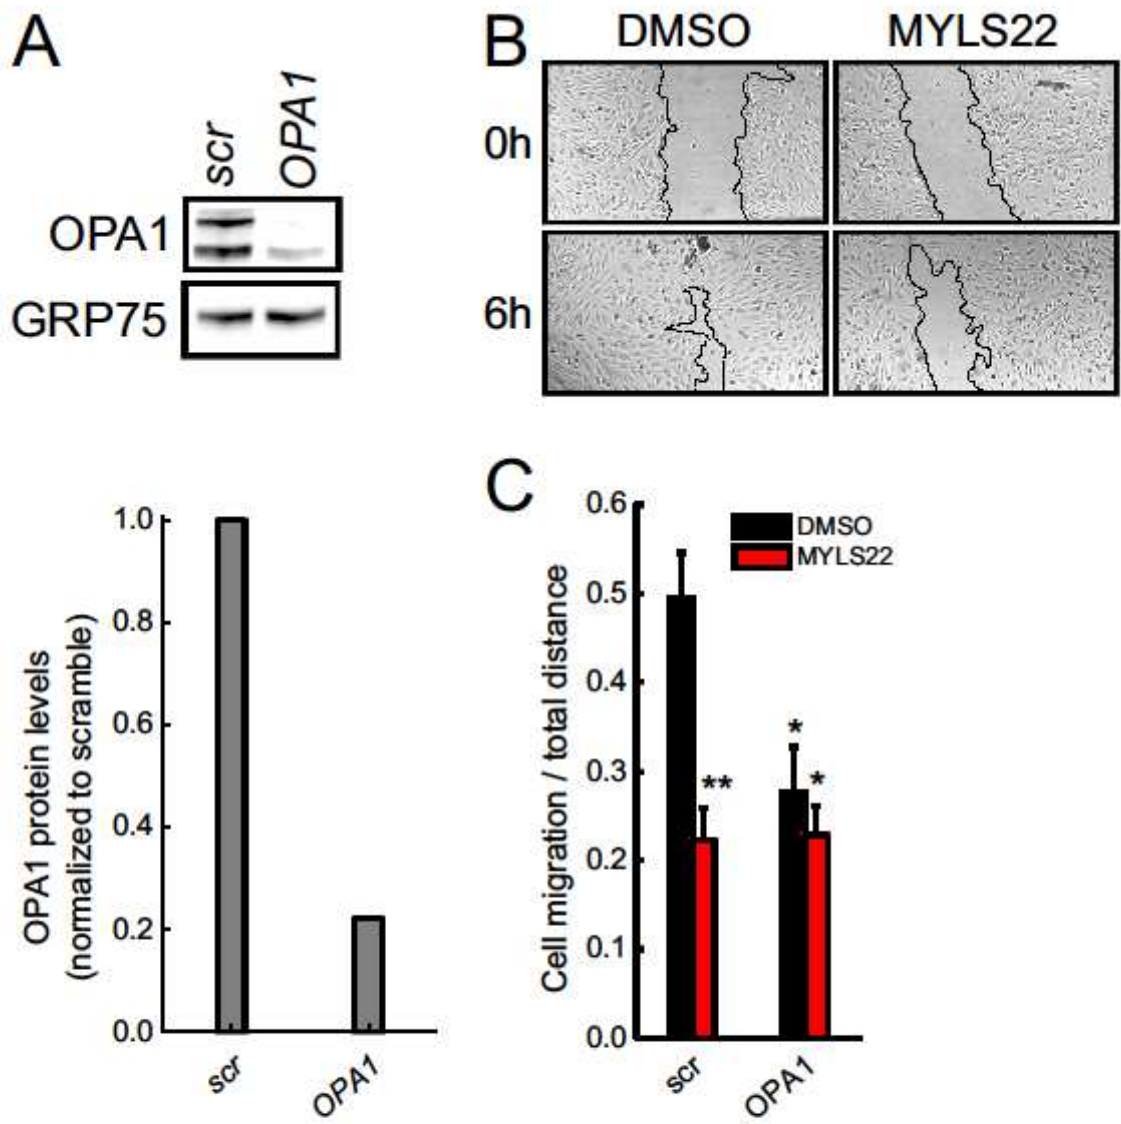 A
scr
OPA1
OPA1
GRP75
OPA1 protein levels
(normalized to scramble)
1.0
0.8
0.6
0.4
0.2
0.0
scr
OPA1
B
DMSO
MYLS22
0h
6h
C
Cell migration / total distance
0.6
0.5
0.4
0.3
0.2
0.1
0.0
DMSO
MYLS22
**
*
*
scr
OPA1